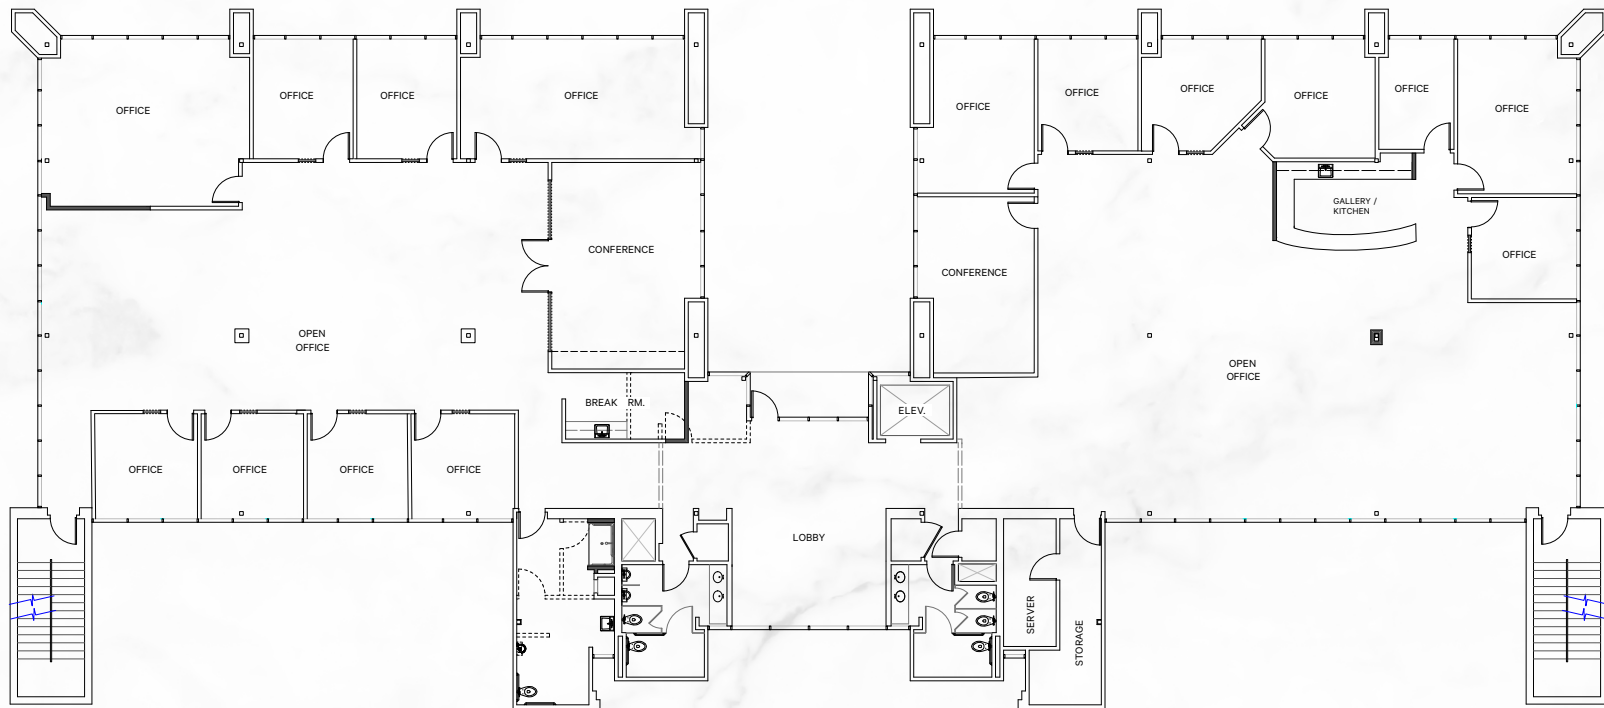 OFFICE
OFFICE
OFFICE
OFFICE
OFFICE
OFFICE
OFFICE
OFFICE
OFFICE
OFFICE
GALLERY /
KITCHEN
CONFERENCE
CONFERENCE
OFFICE
OPEN
OFFICE
OPEN
OFFICE
BREAK RM.
ELEV.
OFFICE
OFFICE
OFFICE
OFFICE
LOBBY
SERVER
STORAGE